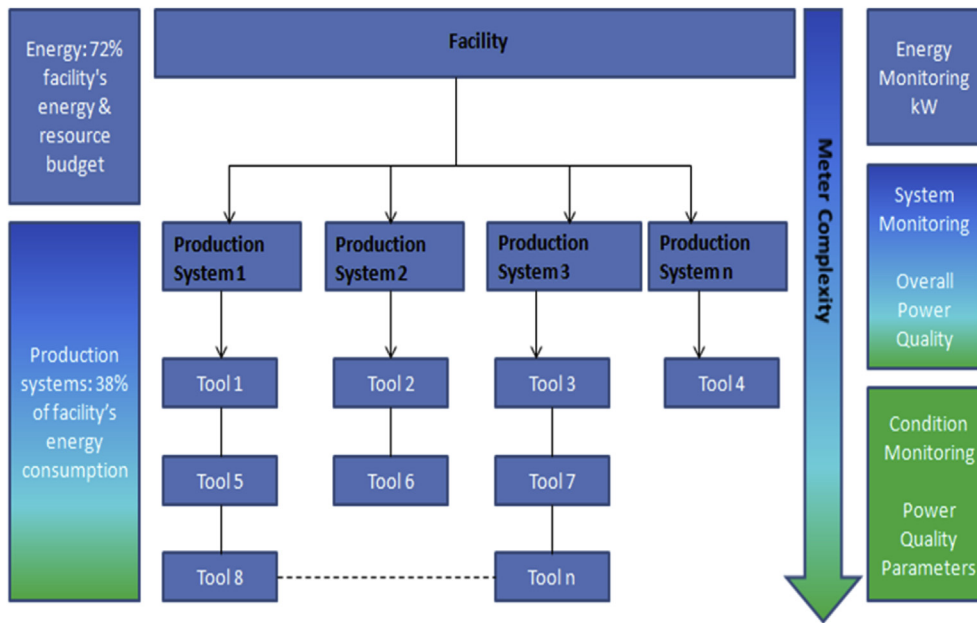 Energy: 72%
facility's
energy &
resource
budget
Production
systems: 38%
of facility’s
energy
consumption
Facility
Production
System 1
Production
System 2
Production
System 3
Production
System n
Tool 1
Tool 2
Tool 3
Tool 4
Tool 5
Tool 6
Tool 7
Tool 8
Tool n
Meter Complexity
Energy
Monitoring
kW
System
Monitoring
Overall
Power
Quality
Condition
Monitoring
Power
Quality
Parameters